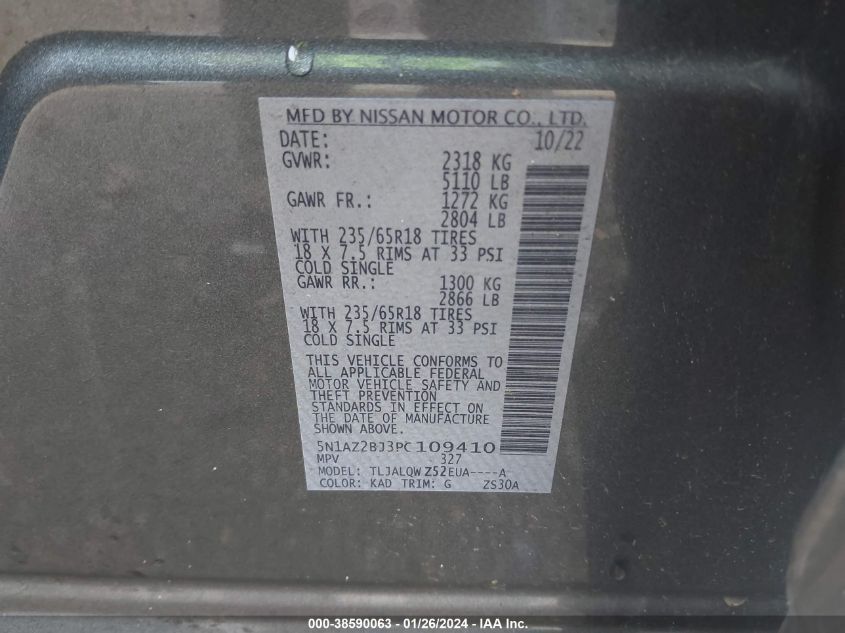 MFD BY NISSAN MOTOR CO., LTD.
DATE: 10/22
GVWR: 2318 KG
5110 LB
GAWR FR.: 1272 KG
2804 LB
WITH 235/65R18 TIRES
18 X 7.5 RIMS AT 33 PSI
COLD SINGLE
GAWR RR.: 1300 KG
2866 LB
WITH 235/65R18 TIRES
18 X 7.5 RIMS AT 33 PSI
COLD SINGLE
THIS VEHICLE CONFORMS TO
ALL APPLICABLE FEDERAL
MOTOR VEHICLE SAFETY AND
THEFT PREVENTION
STANDARDS IN EFFECT ON
THE DATE OF MANUFACTURE
SHOWN ABOVE.
5N1AZ2BJ3PC109410
MPV 327
MODEL: TLJALQWZ52EUA----A
COLOR: KAD TRIM: G ZS30A
000-38590063 - 01/26/2024 - IAA Inc.